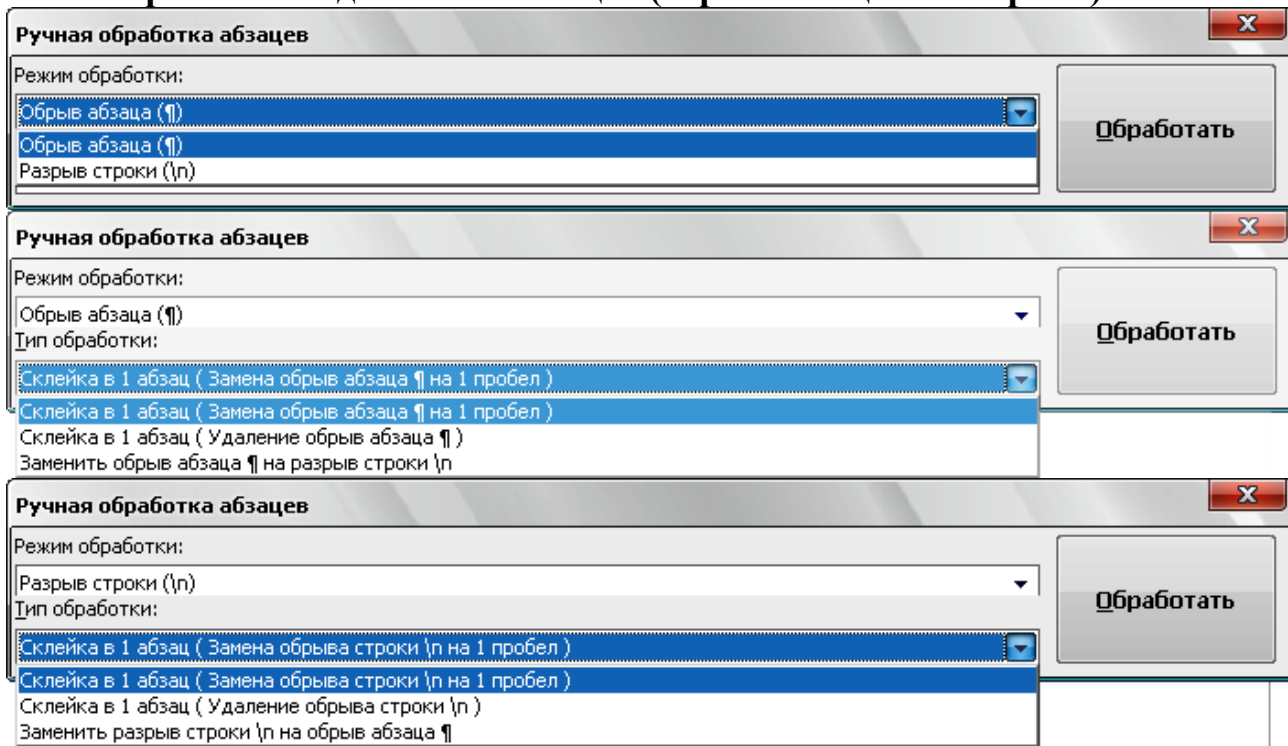 Ручная обработка абзацев
Режим обработки:
Обрыв абзаца (¶)
Обрыв абзаца (¶)
Разрыв строки (\n)
Обработать
Ручная обработка абзацев
Режим обработки:
Обрыв абзаца (¶)
Тип обработки:
Обработать
Склейка в 1 абзац ( Замена обрыв абзаца ¶ на 1 пробел )
Склейка в 1 абзац ( Замена обрыв абзаца ¶ на 1 пробел )
Склейка в 1 абзац ( Удаление обрыв абзаца ¶ )
Заменить обрыв абзаца ¶ на разрыв строки \n
Ручная обработка абзацев
Режим обработки:
Разрыв строки (\n)
Тип обработки:
Обработать
Склейка в 1 абзац ( Замена обрыва строки \n на 1 пробел )
Склейка в 1 абзац ( Замена обрыва строки \n на 1 пробел )
Склейка в 1 абзац ( Удаление обрыва строки \n )
Заменить разрыв строки \n на обрыв абзаца ¶